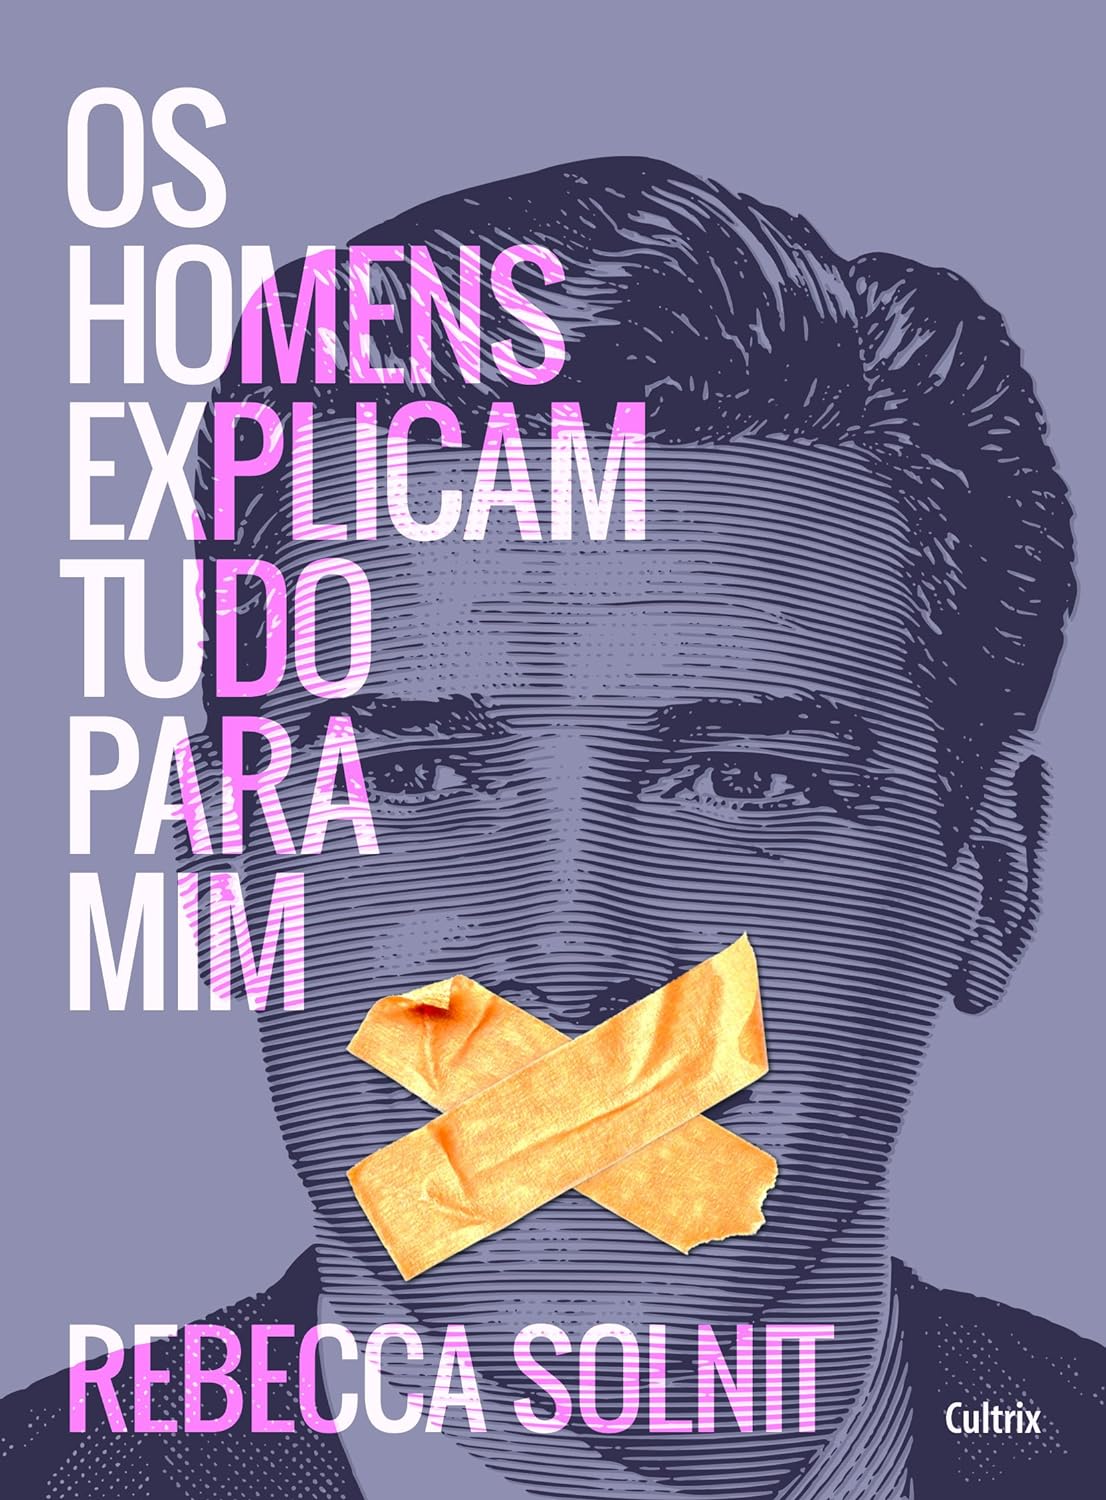 OS
HOMENS
EXPLICAM
TUDO
PARA
MIM
REBECCA SOLNIT
Cultrix